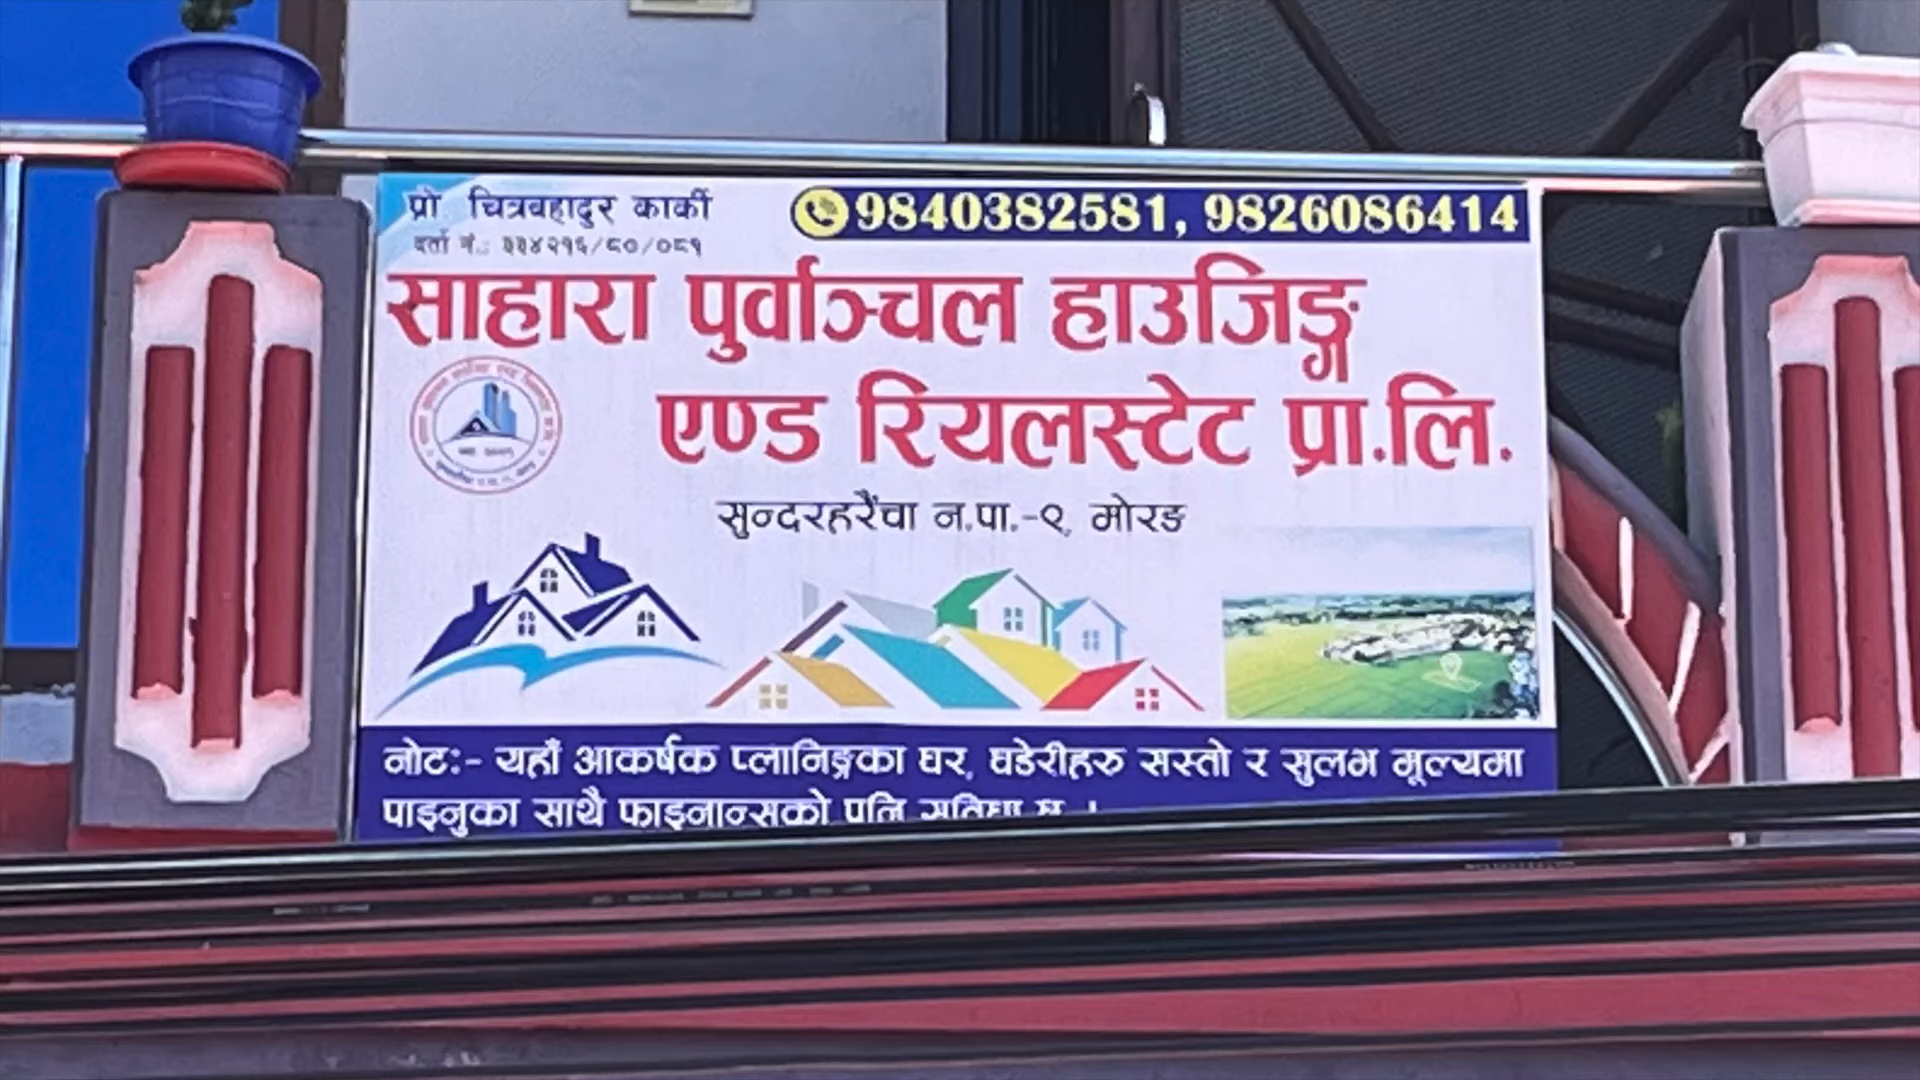 प्रो. चित्रबहादुर कार्की
9840382581, 9826086414
दर्ता नं.: ३३४२१६/८०/०८१
साहारा पुर्वाञ्चल हाउजिङ्ग
एण्ड रियलस्टेट प्रा.लि.
सुन्दरहरैंचा न.पा.-९, मोरङ
नोटः- यहाँ आकर्षक प्लानिङ्गका घर, घडेरीहरु सस्तो र सुलभ मूल्यमा
पाइनुका साथै फाइनान्सको पनि सुविधा छ ।